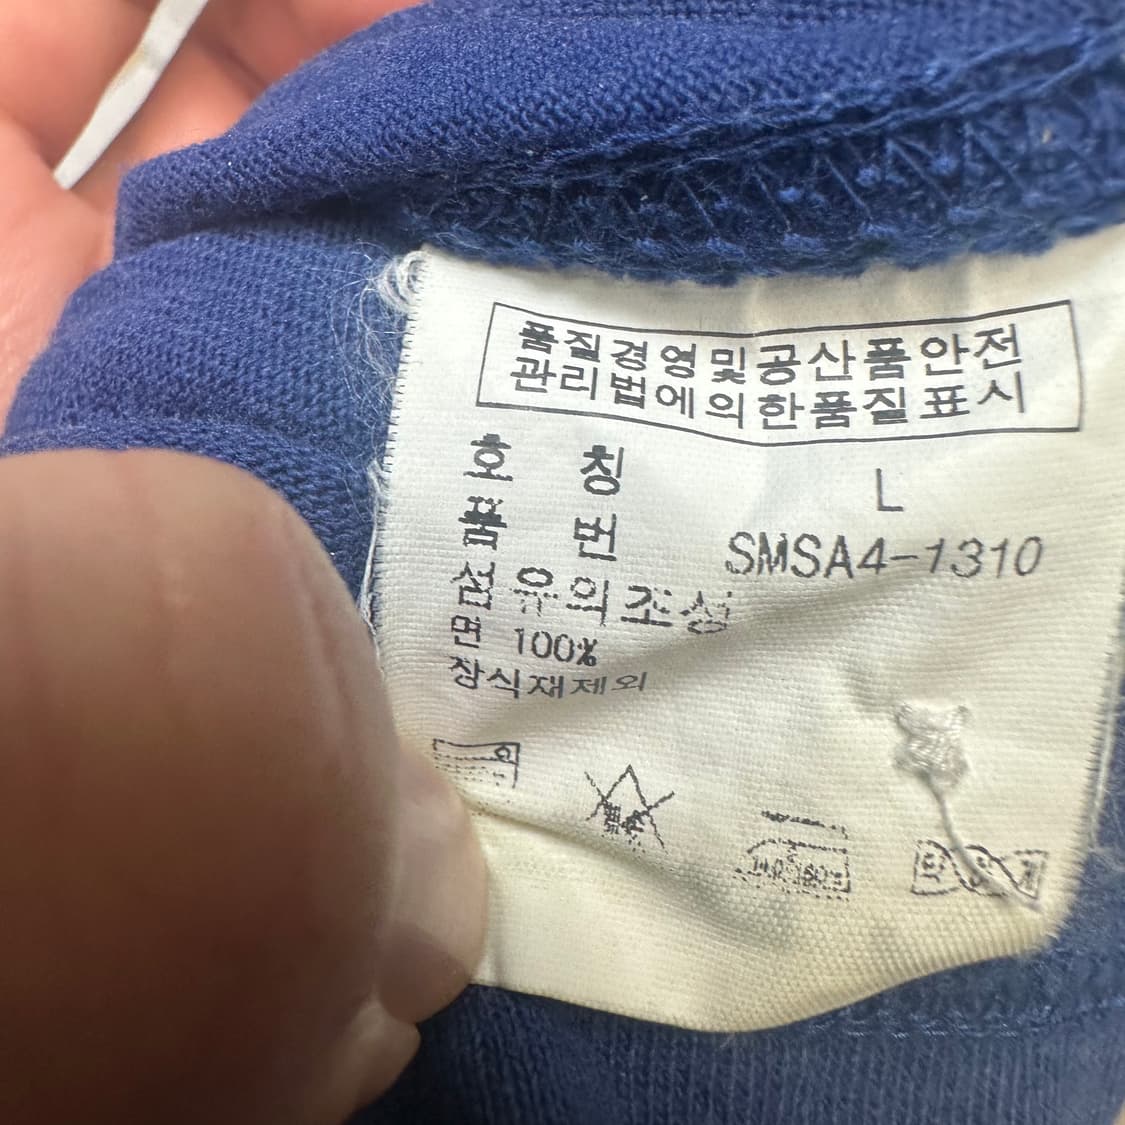 품질경영및공산품안전
관리법에의한품질표시
호 칭 L
품 번 SMSA4-1310
섬유의조성
면 100%
장식재제외